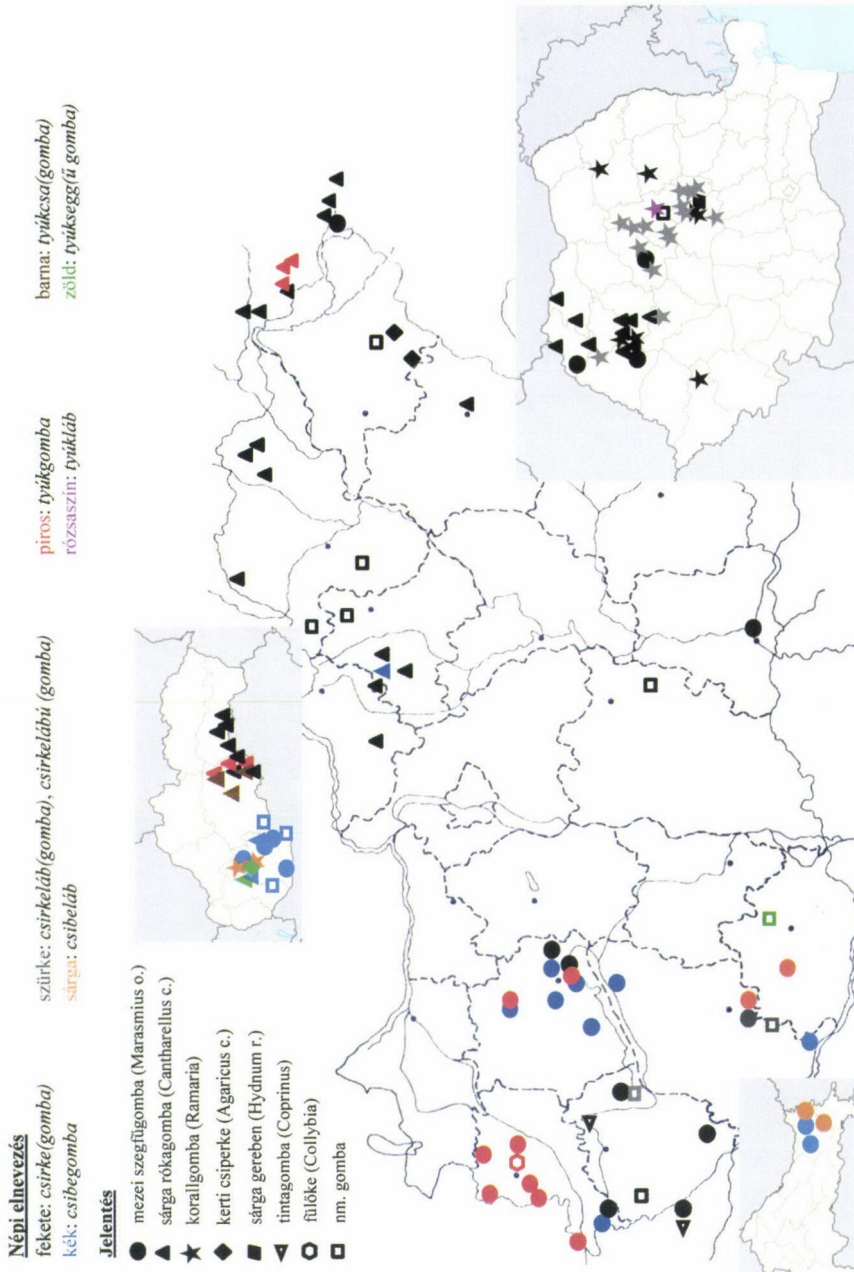 Népi elnevezés
fekete: csirke(gomba) szürke: csirkeláb(gomba), csirkelábú (gomba) piros: tyúkgomba barna: tyúkcsa(gomba)
kék: csibegomba sárga: csibeláb rózsaszín: tyúkláb zöld: tyúksegg(ű gomba)
Jelentés
mezei szegfűgomba (Marasmius o.)
sárga rókagomba (Cantharellus c.)
korallgomba (Ramaria)
kerti csiperke (Agaricus c.)
sárga gereben (Hydnum r.)
tintagomba (Coprinus)
fülőke (Collybia)
nm. gomba